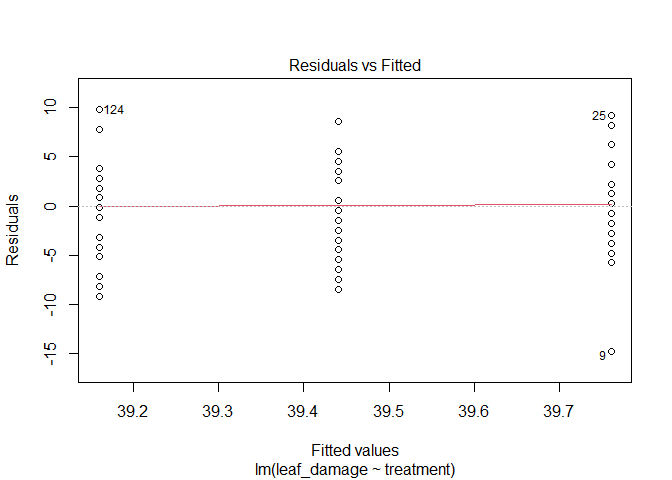 Residuals vs Fitted
10
5
0
-5
-10
-15
Residuals
124
25
9
39.2 39.3 39.4 39.5 39.6 39.7
Fitted values
lm(leaf_damage ~ treatment)